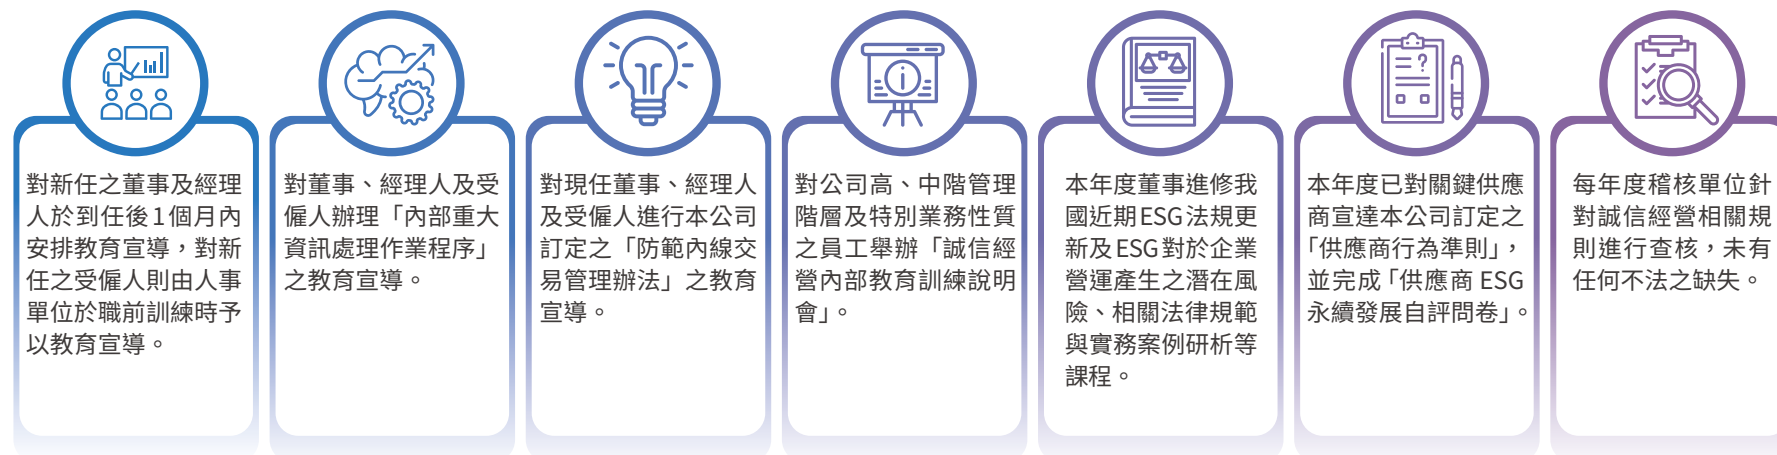 對新任之董事及經理
人於到任後1個月內
安排教育宣導，對新
任之受僱人則由人事
單位於職前訓練時予
以教育宣導。
對董事、經理人及受
僱人辦理「內部重大
資訊處理作業程序」
之教育宣導。
對現任董事、經理人
及受僱人進行本公司
訂定之「防範內線交
易管理辦法」之教育
宣導。
對公司高、中階管理
階層及特別業務性質
之員工舉辦「誠信經
營內部教育訓練說明
會」。
本年度董事進修我
國近期ESG法規更
新及ESG對於企業
營運產生之潛在風
險、相關法律規範
與實務案例研析等
課程。
本年度已對關鍵供應
商宣達本公司訂定之
「供應商行為準則」，
並完成「供應商 ESG
永續發展自評問卷」。
每年度稽核單位針
對誠信經營相關規
則進行查核，未有
任何不法之缺失。